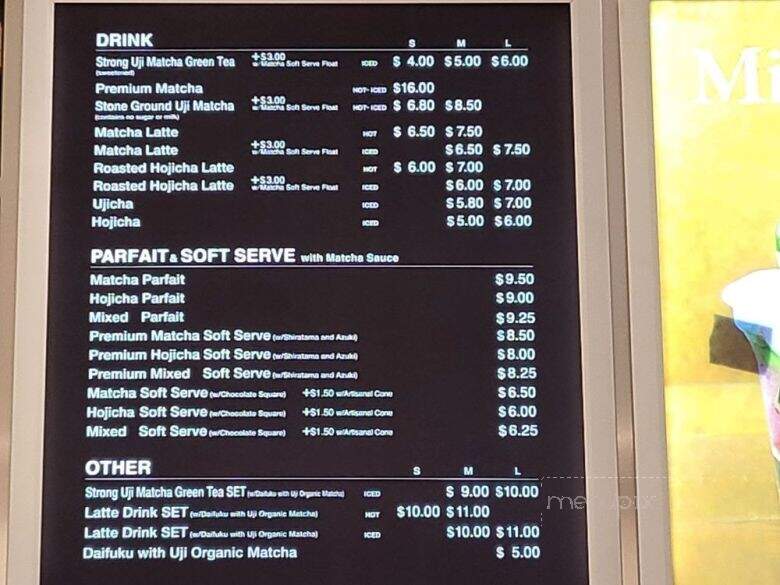 DRINK S M L
Strong Uji Matcha Green Tea +$3.00 w/Matcha Soft Serve Float ICED $ 4.00 $5.00 $6.00
(sweetened)
Premium Matcha HOT・ICED $16.00
Stone Ground Uji Matcha +$3.00 w/Matcha Soft Serve Float HOT・ICED $ 6.80 $8.50
(contains no sugar or milk)
Matcha Latte HOT $ 6.50 $7.50
Matcha Latte +$3.00 w/Matcha Soft Serve Float ICED $6.50 $7.50
Roasted Hojicha Latte HOT $ 6.00 $7.00
Roasted Hojicha Latte +$3.00 w/Matcha Soft Serve Float ICED $6.00 $7.00
Ujicha ICED $5.80 $7.00
Hojicha ICED $5.00 $6.00
PARFAIT & SOFT SERVE with Matcha Sauce
Matcha Parfait $9.50
Hojicha Parfait $9.00
Mixed Parfait $9.25
Premium Matcha Soft Serve (w/Shiratama and Azuki) $8.50
Premium Hojicha Soft Serve (w/Shiratama and Azuki) $8.00
Premium Mixed Soft Serve (w/Shiratama and Azuki) $8.25
Matcha Soft Serve (w/Chocolate Square) +$1.50 w/Artisanal Cone $6.50
Hojicha Soft Serve (w/Chocolate Square) +$1.50 w/Artisanal Cone $6.00
Mixed Soft Serve (w/Chocolate Square) +$1.50 w/Artisanal Cone $6.25
OTHER S M L
Strong Uji Matcha Green Tea SET (w/Daifuku with Uji Organic Matcha) ICED $ 9.00 $10.00
Latte Drink SET (w/Daifuku with Uji Organic Matcha) HOT $10.00 $11.00
Latte Drink SET (w/Daifuku with Uji Organic Matcha) ICED $10.00 $11.00
Daifuku with Uji Organic Matcha $ 5.00
Mi